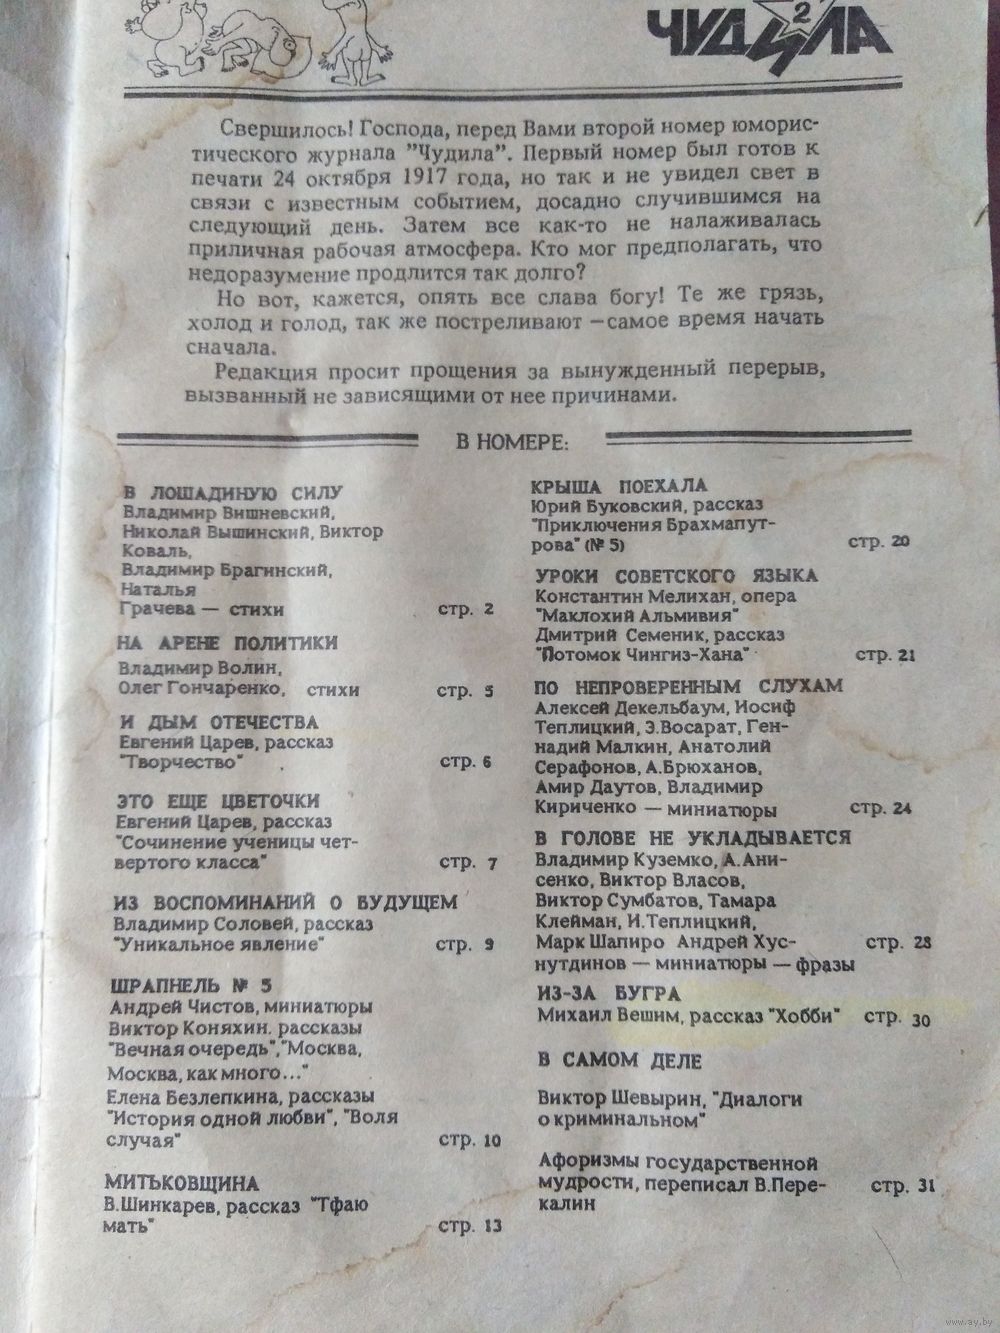 ЧУДИЛА
2
Свершилось! Господа, перед Вами второй номер юморис-
тического журнала "Чудила". Первый номер был готов к
печати 24 октября 1917 года, но так и не увидел свет в
связи с известным событием, досадно случившимся на
следующий день. Затем все как-то не налаживалась
приличная рабочая атмосфера. Кто мог предполагать, что
недоразумение продлится так долго?
Но вот, кажется, опять все слава богу! Те же грязь,
холод и голод, так же постреливают —самое время начать
сначала.
Редакция просит прощения за вынужденный перерыв,
вызванный не зависящими от нее причинами.
В НОМЕРЕ:
В ЛОШАДИНУЮ СИЛУ
Владимир Вишневский,
Николай Вышинский, Виктор
Коваль,
Владимир Брагинский,
Наталья
Грачева — стихи стр. 2
НА АРЕНЕ ПОЛИТИКИ
Владимир Волин,
Олег Гончаренко, стихи стр. 5
И ДЫМ ОТЕЧЕСТВА
Евгений Царев, рассказ
"Творчество" стр. 6
ЭТО ЕЩЕ ЦВЕТОЧКИ
Евгений Царев, рассказ
"Сочинение ученицы чет-
вертого класса" стр. 7
ИЗ ВОСПОМИНАНИЙ О БУДУЩЕМ
Владимир Соловей, рассказ
"Уникальное явление" стр. 9
ШРАПНЕЛЬ № 5
Андрей Чистов, миниатюры
Виктор Коняхин. рассказы
"Вечная очередь","Москва,
Москва, как много..."
Елена Безлепкина, рассказы
"История одной любви", "Воля
случая" стр. 10
МИТЬКОВЩИНА
В.Шинкарев, рассказ "Тфаю
мать" стр. 13
КРЫША ПОЕХАЛА
Юрий Буковский, рассказ
"Приключения Брахмапут-
рова" (№ 5) стр. 20
УРОКИ СОВЕТСКОГО ЯЗЫКА
Константин Мелихан, опера
"Маклохий Альмивия"
Дмитрий Семеник, рассказ
"Потомок Чингиз-Хана" стр. 21
ПО НЕПРОВЕРЕННЫМ СЛУХАМ
Алексей Декельбаум, Иосиф
Теплицкий, З.Восарат, Ген-
надий Малкин, Анатолий
Серафонов, А.Брюханов,
Амир Даутов, Владимир
Кириченко — миниатюры стр. 24
В ГОЛОВЕ НЕ УКЛАДЫВАЕТСЯ
Владимир Куземко, А.Ани-
сенко, Виктор Власов,
Виктор Сумбатов, Тамара
Клейман, И.Теплицкий,
Марк Шапиро Андрей Хус- стр. 28
нутдинов — миниатюры — фразы
ИЗ-ЗА БУГРА
Михаил Вешим, рассказ "Хобби" стр. 30
В САМОМ ДЕЛЕ
Виктор Шевырин, "Диалоги
о криминальном"
Афоризмы государственной
мудрости, переписал В.Пере- стр. 31
калин
www.ay.by